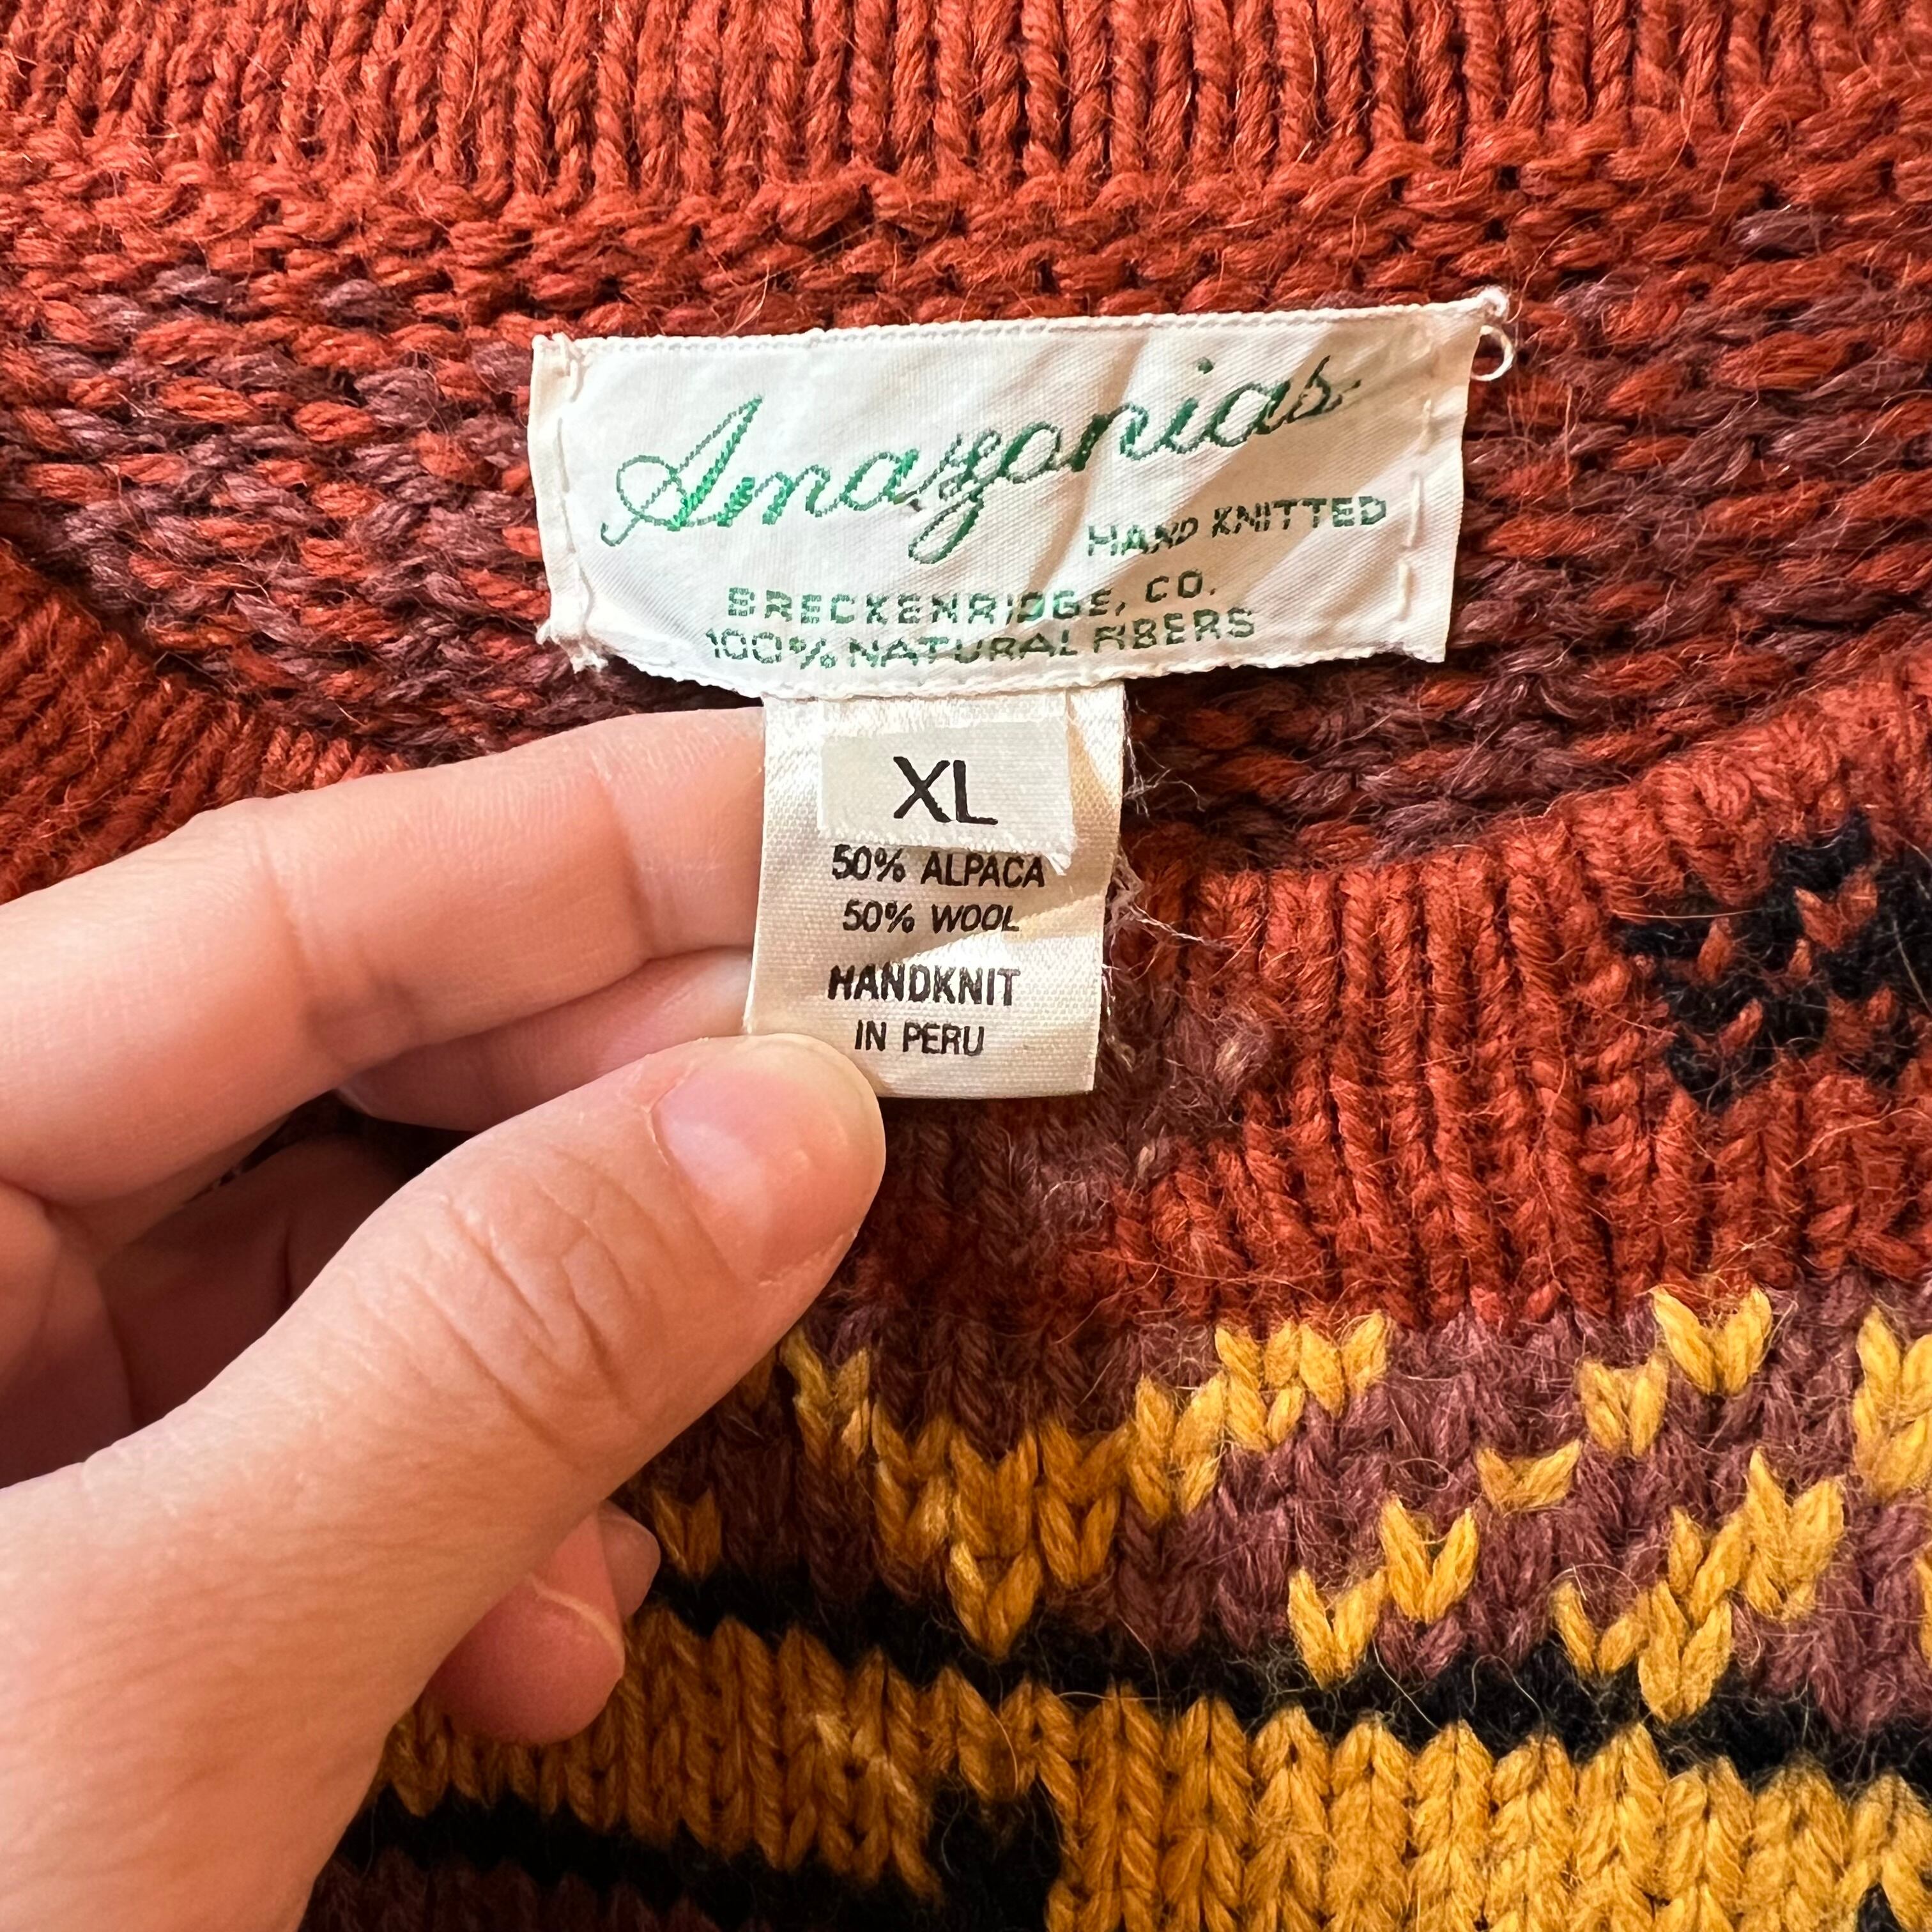 Amazonias
HAND KNITTED
BRECKENRIDGE, CO.
100% NATURAL FIBERS
XL
50% ALPACA
50% WOOL
HANDKNIT
IN PERU